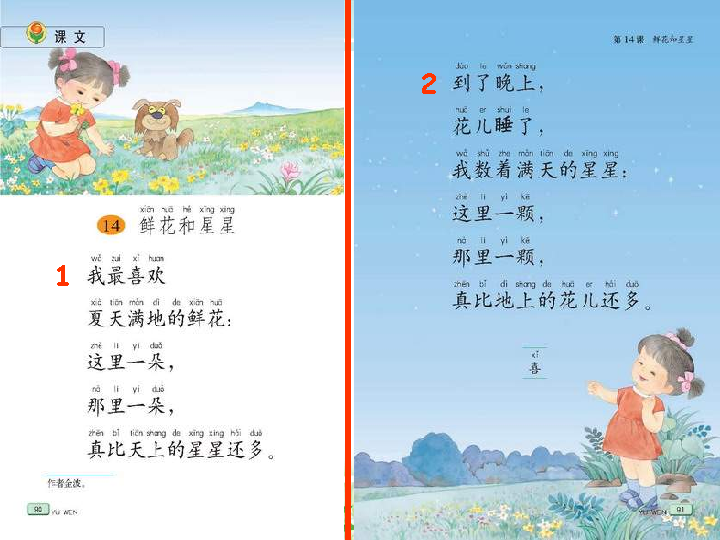 课文
14 鲜花和星星
xiān huā hé xīng xīng
1
wǒ zuì xǐ huan
我最喜欢
xià tiān mǎn dì de xiān huā
夏天满地的鲜花：
zhè lǐ yì duǒ
这里一朵，
nà lǐ yì duǒ
那里一朵，
zhēn bǐ tiān shang de xīng xing hái duō
真比天上的星星还多。
作者金波。
90 YU WEN
第14课 鲜花和星星
2
dào le wǎn shang
到了晚上，
huā er shuì le
花儿睡了，
wǒ shǔ zhe mǎn tiān de xīng xing
我数着满天的星星：
zhè lǐ yì kē
这里一颗，
nà lǐ yì kē
那里一颗，
zhēn bǐ dì shang de huā er hái duō
真比地上的花儿还多。
xǐ
喜
YU WEN 91